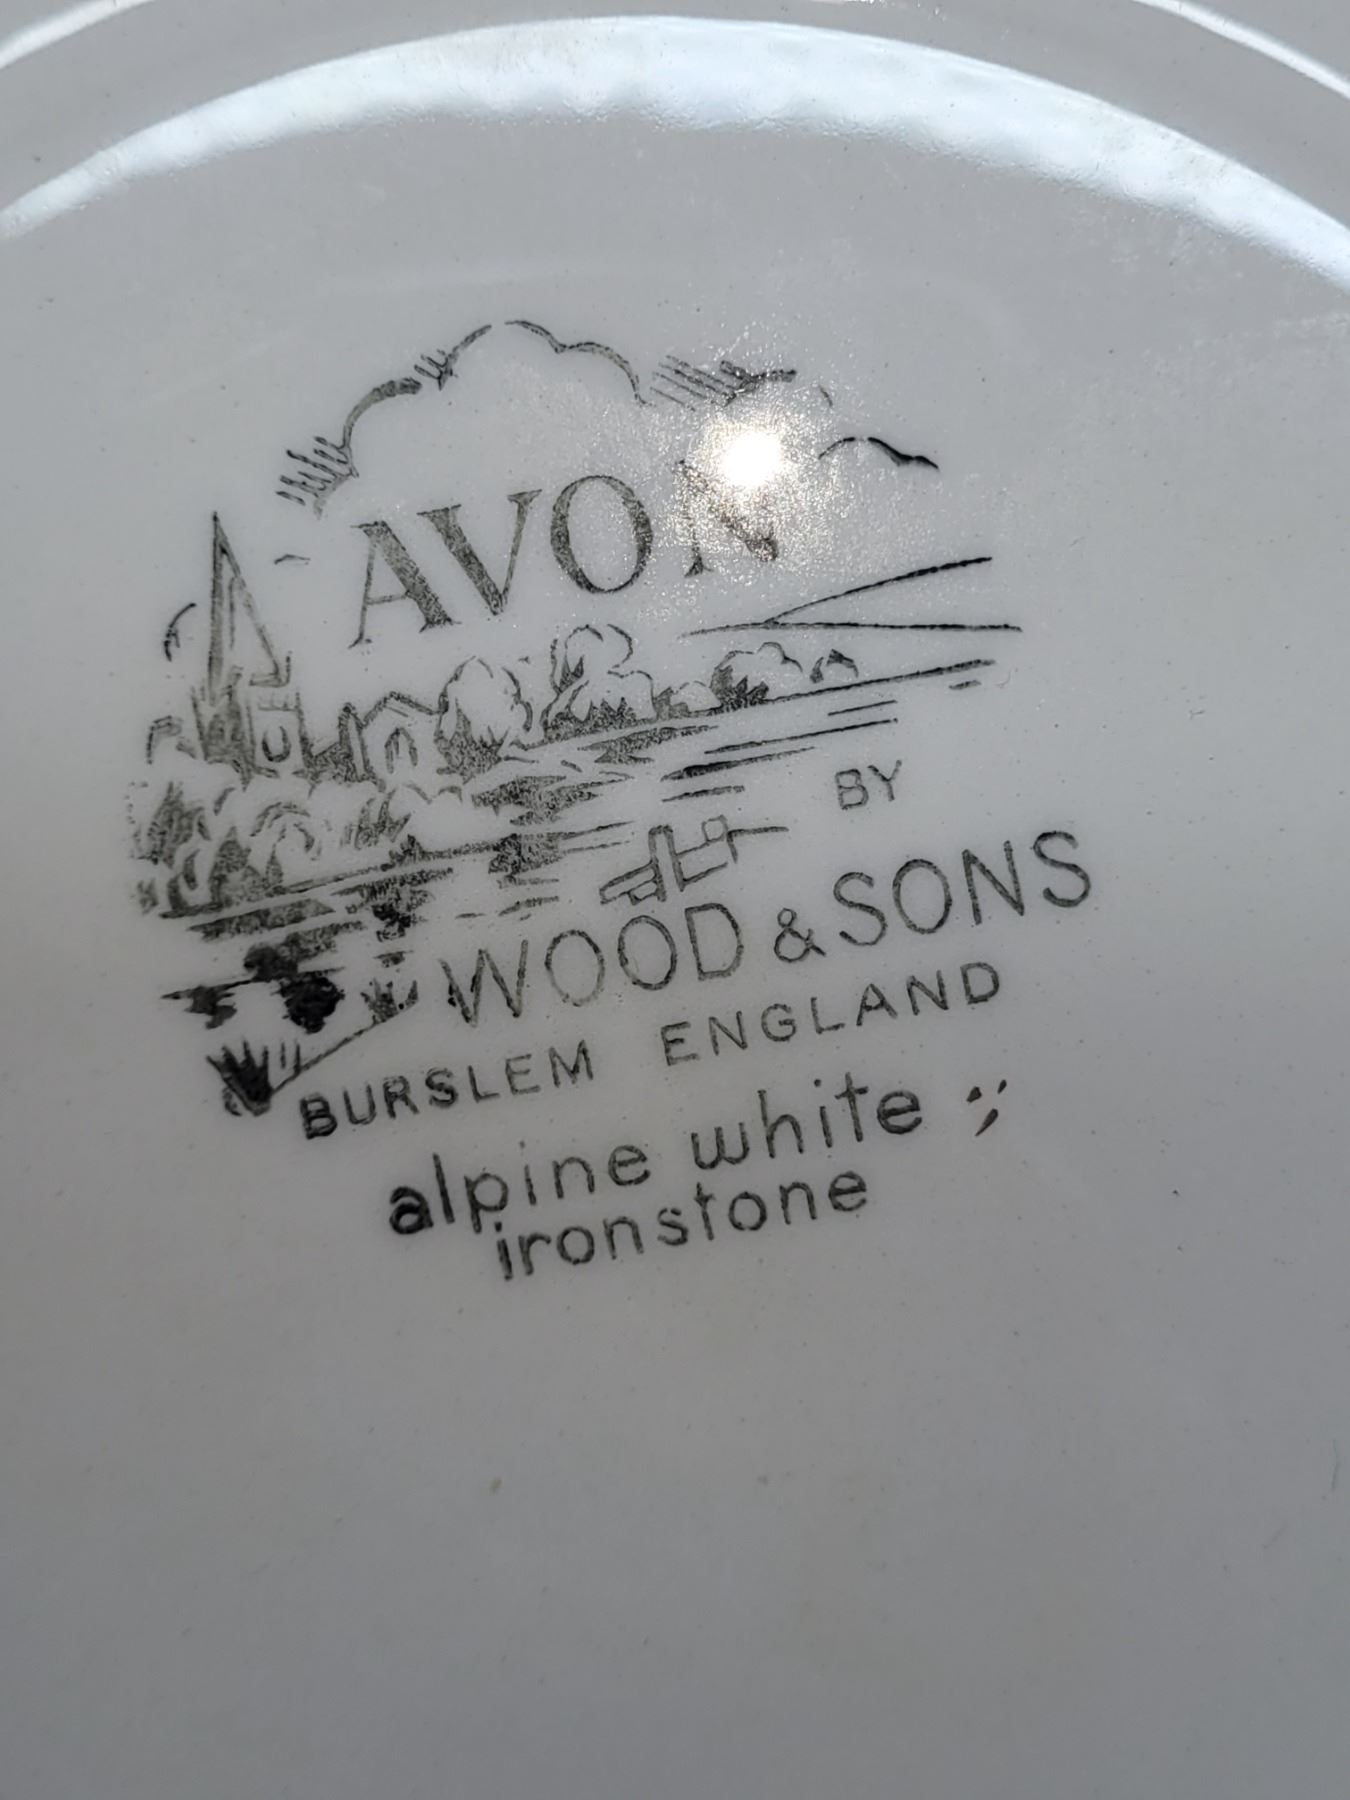 AVON
BY
WOOD & SONS
BURSLEM ENGLAND
alpine white
ironstone